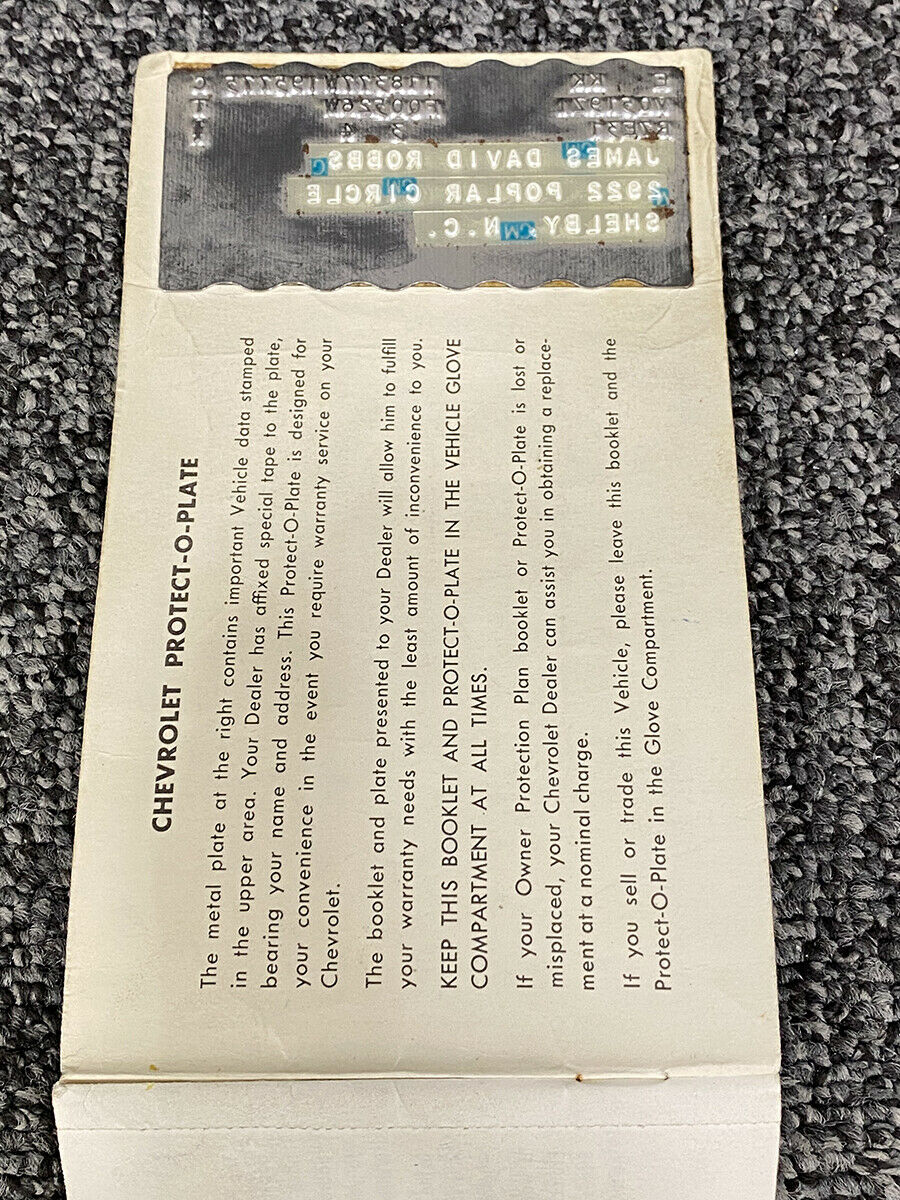 JAMES DAVID ROBBS
2922 POPLAR CIRCLE
SHELBY N.C.
CHEVROLET PROTECT-O-PLATE
The metal plate at the right contains important Vehicle data stamped
in the upper area. Your Dealer has affixed special tape to the plate,
bearing your name and address. This Protect-O-Plate is designed for
your convenience in the event you require warranty service on your
Chevrolet.
The booklet and plate presented to your Dealer will allow him to fulfill
your warranty needs with the least amount of inconvenience to you.
KEEP THIS BOOKLET AND PROTECT-O-PLATE IN THE VEHICLE GLOVE
COMPARTMENT AT ALL TIMES.
If your Owner Protection Plan booklet or Protect-O-Plate is lost or
misplaced, your Chevrolet Dealer can assist you in obtaining a replace-
ment at a nominal charge.
If you sell or trade this Vehicle, please leave this booklet and the
Protect-O-Plate in the Glove Compartment.